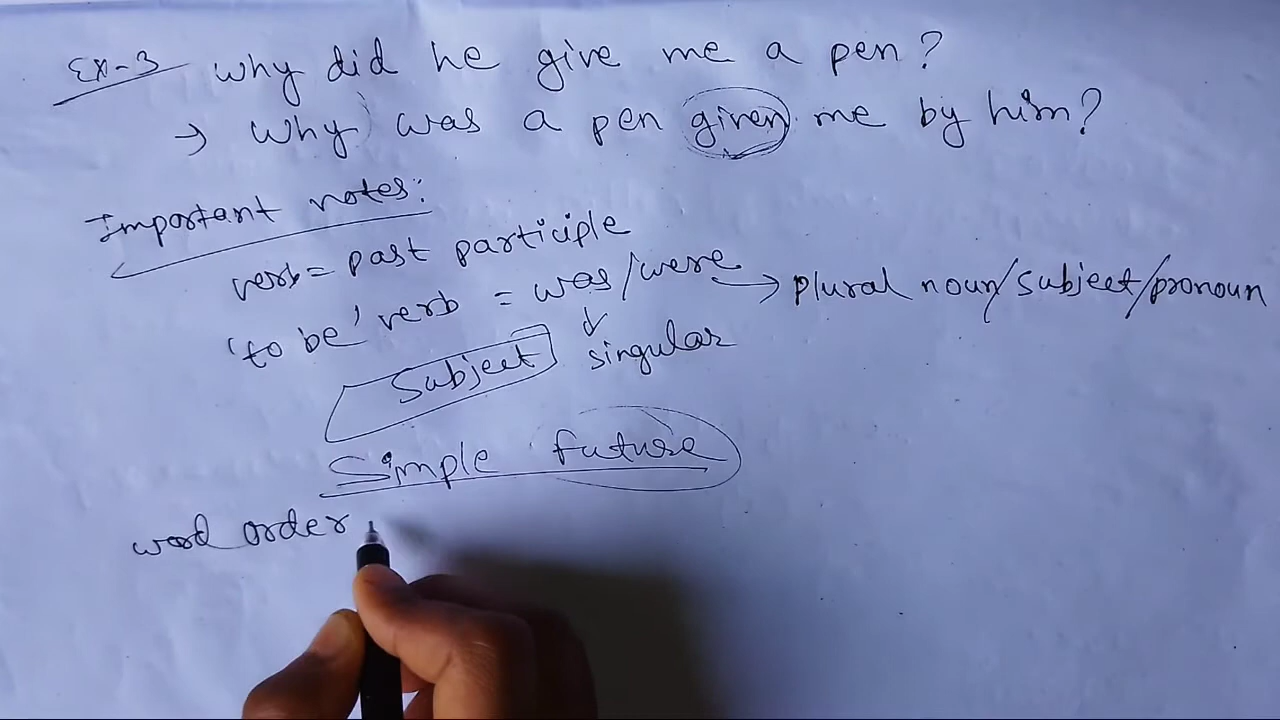 Ex-3 Why did he give me a pen?
→ Why was a pen given me by him?
Important notes:
verb = past participle
'to be' verb = was/were → plural noun/subject/pronoun
Subject singular
Simple future
word order